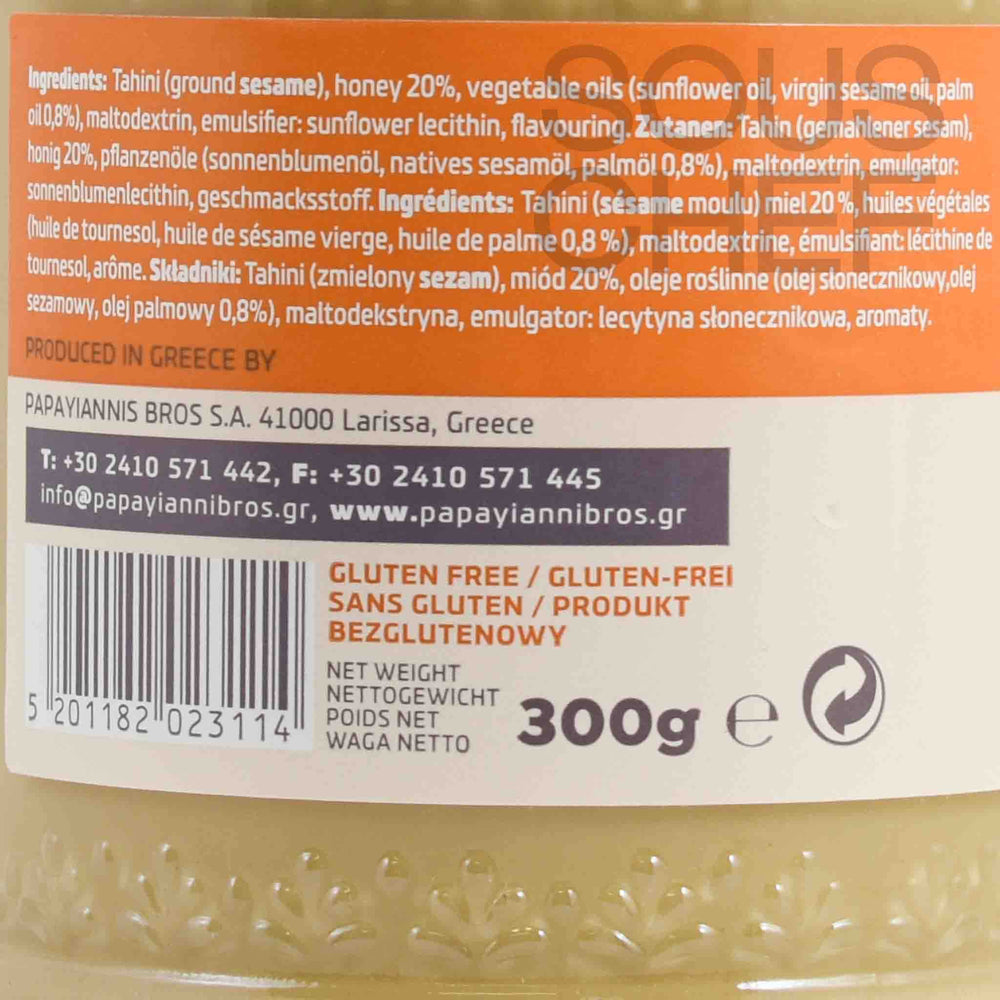 SOUS
CHEF
Ingredients: Tahini (ground sesame), honey 20%, vegetable oils (sunflower oil, virgin sesame oil, palm
oil 0,8%), maltodextrin, emulsifier: sunflower lecithin, flavouring. Zutanen: Tahin (gemahlener sesam),
honig 20%, pflanzenöle (sonnenblumenöl, natives sesamöl, palmöl 0,8%), maltodextrin, emulgator:
sonnenblumenlecithin, geschmacksstoff. Ingrédients: Tahini (sésame moulu) miel 20 %, huiles végétales
(huile de tournesol, huile de sésame vierge, huile de palme 0,8 %), maltodextrine, émulsifiant: lécithine de
tournesol, arôme. Składniki: Tahini (zmielony sezam), miód 20%, oleje roślinne (olej słonecznikowy,olej
sezamowy, olej palmowy 0,8%), maltodekstryna, emulgator: lecytyna słonecznikowa, aromaty.
PRODUCED IN GREECE BY
PAPAYIANNIS BROS S.A. 41000 Larissa, Greece
T: +30 2410 571 442, F: +30 2410 571 445
info@papayiannibros.gr, www.papayiannibros.gr
GLUTEN FREE / GLUTEN-FREI
SANS GLUTEN / PRODUKT
BEZGLUTENOWY
NET WEIGHT
NETTOGEWICHT
POIDS NET
WAGA NETTO
300g ℮
5 201182 023114